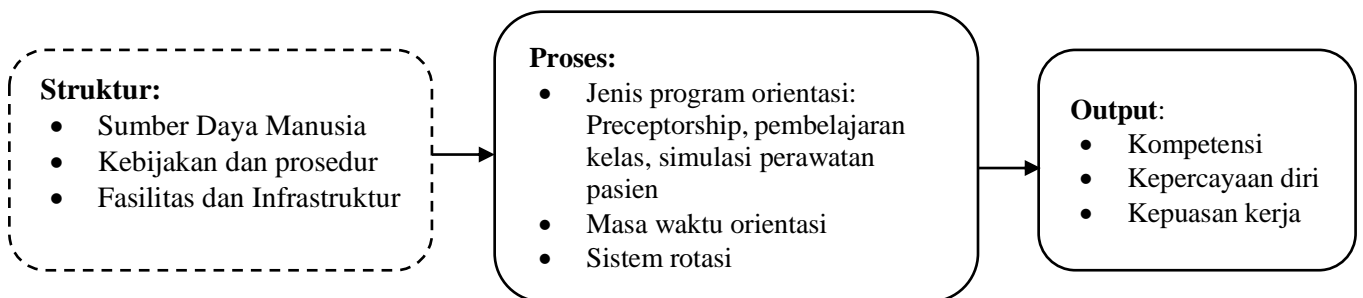 Struktur:
• Sumber Daya Manusia
• Kebijakan dan prosedur
• Fasilitas dan Infrastruktur
Proses:
• Jenis program orientasi:
Preceptorship, pembelajaran
kelas, simulasi perawatan
pasien
• Masa waktu orientasi
• Sistem rotasi
Output:
• Kompetensi
• Kepercayaan diri
• Kepuasan kerja